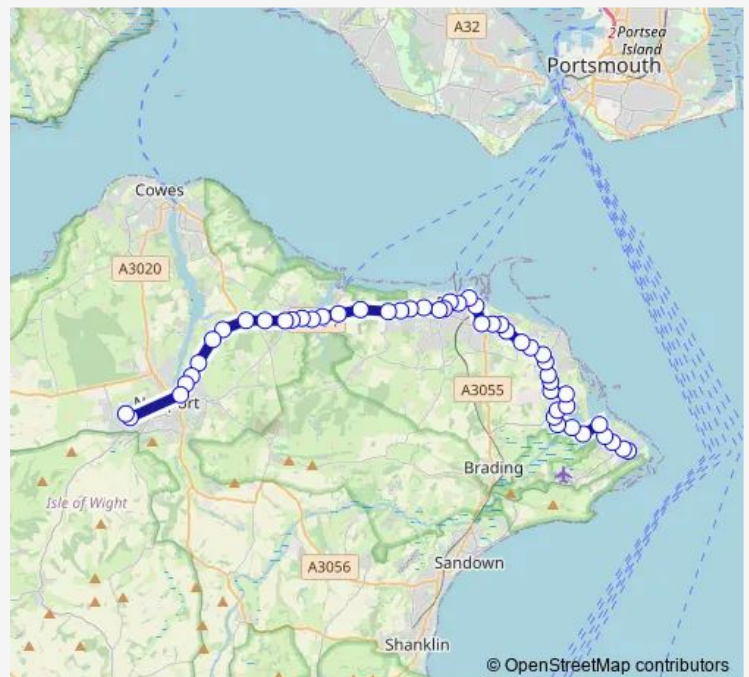 A32
2
Portsea
Island
Portsmouth
Cowes
A3020
A3055
Brading
Isle of Wight
A3056
Sandown
Shanklin
© OpenStreetMap contributors